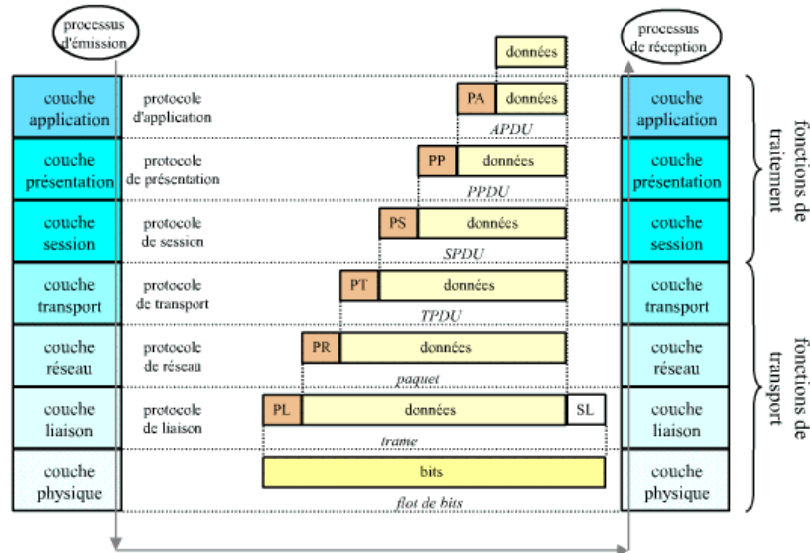 processus
d'émission
processus
de réception
données
couche
application
protocole
d'application
PA
données
APDU
couche
application
couche
présentation
protocole
de présentation
PP
données
PPDU
couche
présentation
couche
session
protocole
de session
PS
données
SPDU
couche
session
fonctions de
traitement
couche
transport
protocole
de transport
PT
données
TPDU
couche
transport
couche
réseau
protocole
de réseau
PR
données
paquet
couche
réseau
couche
liaison
protocole
de liaison
PL
données
SL
trame
couche
liaison
couche
physique
bits
flot de bits
couche
physique
fonctions de
transport